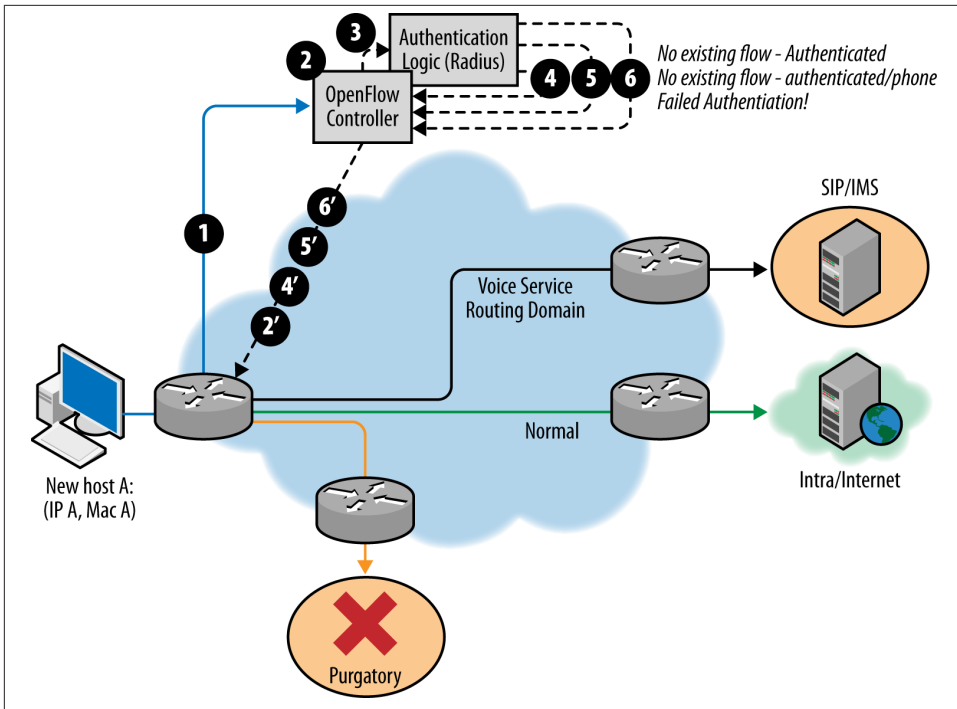 3
Authentication
Logic (Radius)
2
OpenFlow
Controller
4
5
6
No existing flow - Authenticated
No existing flow - authenticated/phone
Failed Authentiation!
1
6’
5’
4’
2’
SIP/IMS
Voice Service
Routing Domain
Normal
New host A:
(IP A, Mac A)
Intra/Internet
Purgatory